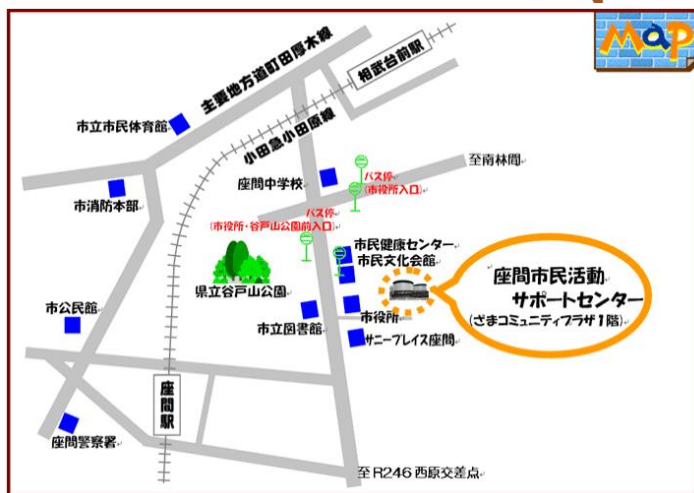 MaP
主要地方道町田厚木線
相武台前駅
小田急小田原線
市立市民体育館
至南林間
座間中学校
バス停
(市役所入口)
市消防本部
バス停
(市役所・谷戸山公園前入口)
市民健康センター
市民文化会館
座間市民活動
サポートセンター
(ざまコミュニティプラザ1階)
県立谷戸山公園
市公民館
市立図書館
市役所
サニープレイス座間
座間駅
座間警察署
至R246西原交差点